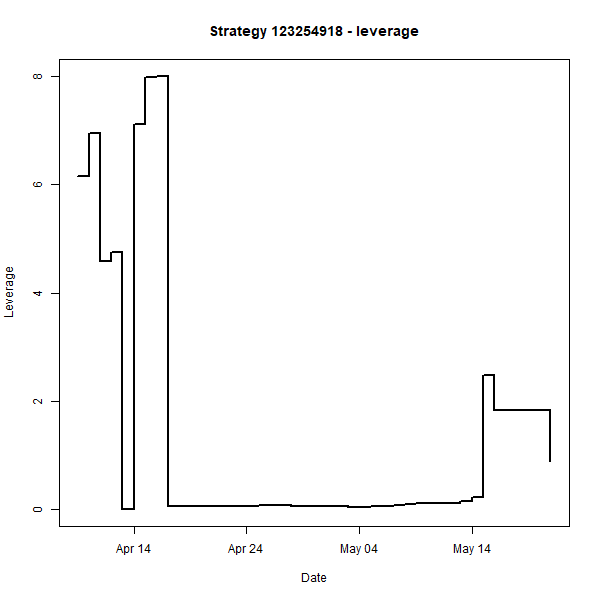 Strategy 123254918 - leverage
8
6
4
2
0
Leverage
Apr 14
Apr 24
May 04
May 14
Date